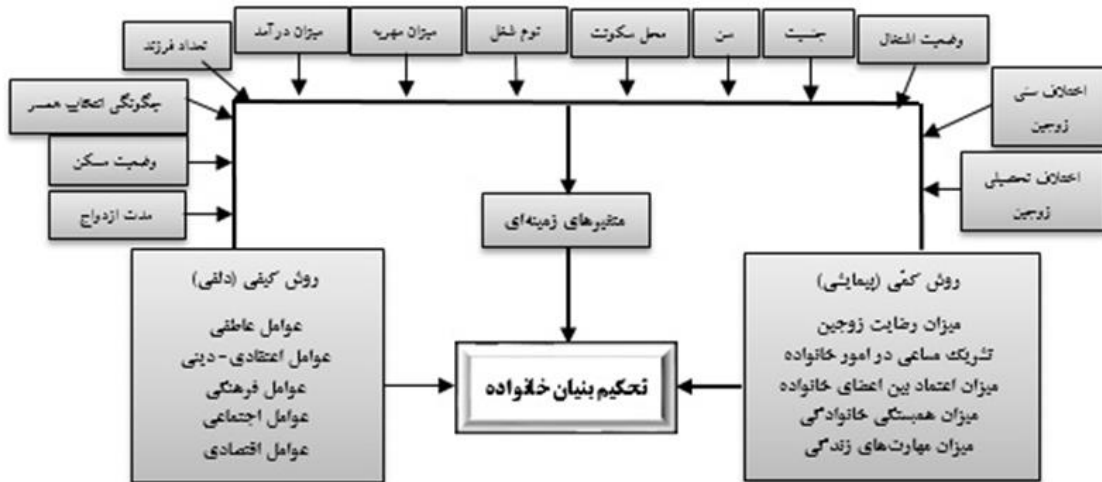 وضعیت اشتغال
جنسیت
سن
محل سکونت
نوع شغل
میزان مهریه
میزان درآمد
تعداد فرزند
اختلاف سنی
زوجین
اختلاف تحصیلی
زوجین
چگونگی انتخاب همسر
وضعیت مسکن
مدت ازدواج
متغیرهای زمینه‌ای
روش کمّی (پیمایشی)
میزان رضایت زوجین
تشریک مساعی در امور خانواده
میزان اعتماد بین اعضای خانواده
میزان همبستگی خانوادگی
میزان مهارت‌های زندگی
تحکیم بنیان خانواده
روش کیفی (دلفی)
عوامل عاطفی
عوامل اعتقادی-دینی
عوامل فرهنگی
عوامل اجتماعی
عوامل اقتصادی